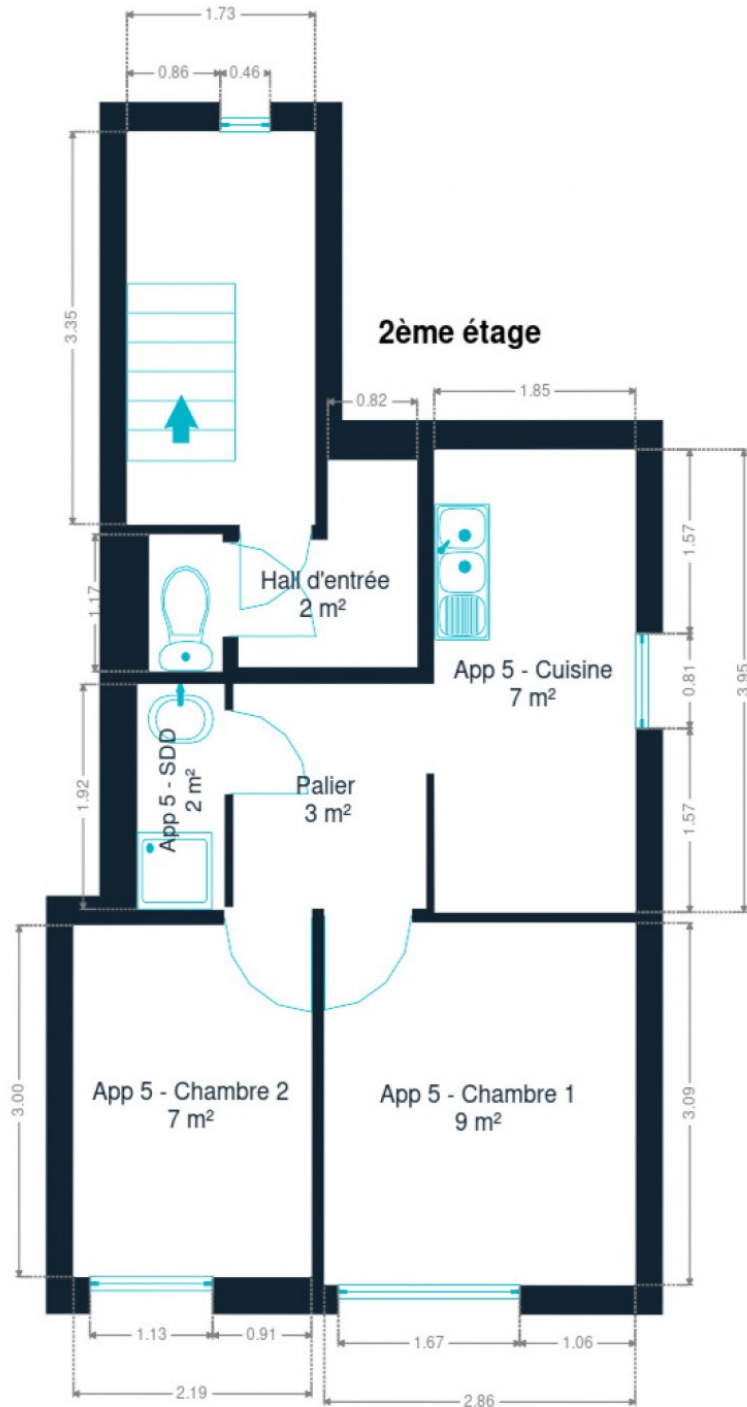 1.73
0.86
0.46
3.35
2ème étage
0.82
1.85
1.57
1.17
Hall d'entrée
2 m²
App 5 - Cuisine
7 m²
0.81
3.95
1.92
App 5 - SDD
2 m²
Palier
3 m²
1.57
3.00
App 5 - Chambre 2
7 m²
App 5 - Chambre 1
9 m²
3.09
1.13
0.91
1.67
1.06
2.19
2.86